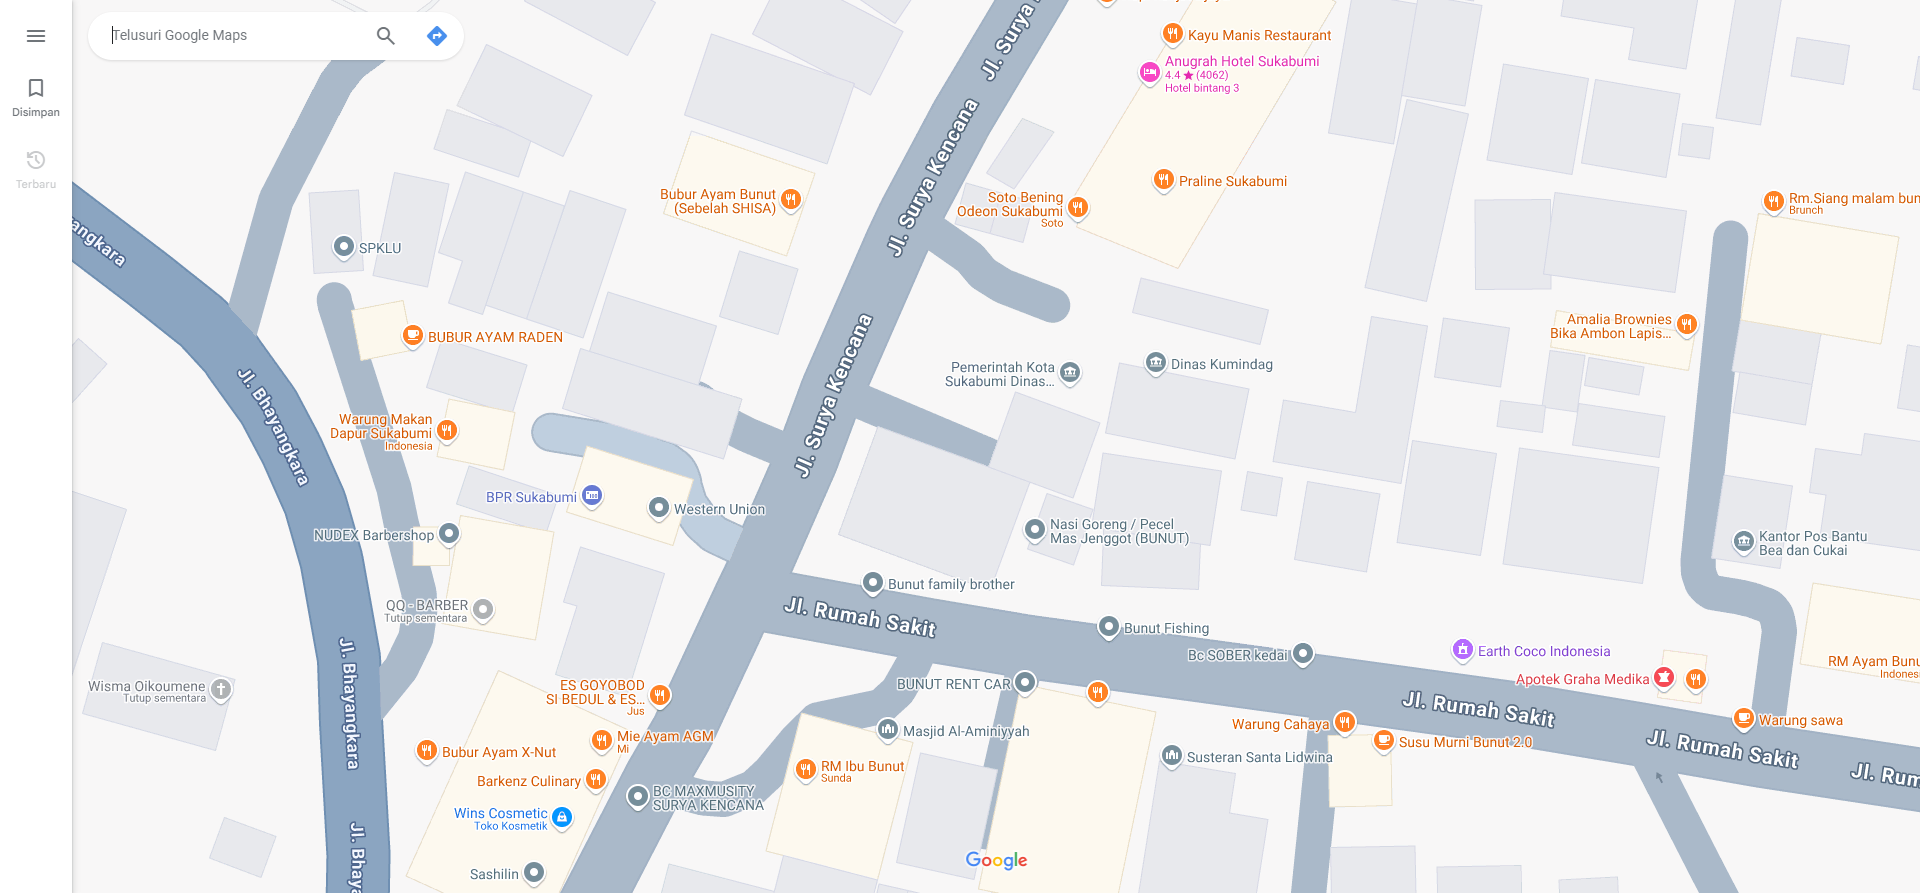 Telusuri Google Maps
Disimpan
Terbaru
Jl. Surya
Kayu Manis Restaurant
Anugrah Hotel Sukabumi
4.4 ★ (4062)
Hotel bintang 3
Jl. Surya Kencana
Praline Sukabumi
Bubur Ayam Bunut
(Sebelah SHISA)
Soto Bening
Odeon Sukabumi
Soto
Rm.Siang malam bun
Brunch
angkara
SPKLU
BUBUR AYAM RADEN
Amalia Brownies
Bika Ambon Lapis...
Jl. Surya Kencana
Pemerintah Kota
Sukabumi Dinas...
Dinas Kumindag
Jl. Bhayangkara
Warung Makan
Dapur Sukabumi
Indonesia
BPR Sukabumi
Western Union
NUDEX Barbershop
Nasi Goreng / Pecel
Mas Jenggot (BUNUT)
Kantor Pos Bantu
Bea dan Cukai
Bunut family brother
QQ - BARBER
Tutup sementara
Jl. Rumah Sakit
Bunut Fishing
Bc SOBER kedai
Earth Coco Indonesia
RM Ayam Bunu
Indones
Apotek Graha Medika
Wisma Oikoumene
Tutup sementara
Jl. Bhayangkara
ES GOYOBOD
SI BEDUL & ES...
Jus
BUNUT RENT CAR
Jl. Rumah Sakit
Warung Cahaya
Warung sawa
Masjid Al-Aminiyyah
Mie Ayam AGM
Mi
Susu Murni Bunut 2.0
Jl. Rumah Sakit
Bubur Ayam X-Nut
Susteran Santa Lidwina
RM Ibu Bunut
Sunda
Jl. Rum
Barkenz Culinary
BC MAXMUSITY
SURYA KENCANA
Wins Cosmetic
Toko Kosmetik
Jl. Bhaya
Google
Sashilin